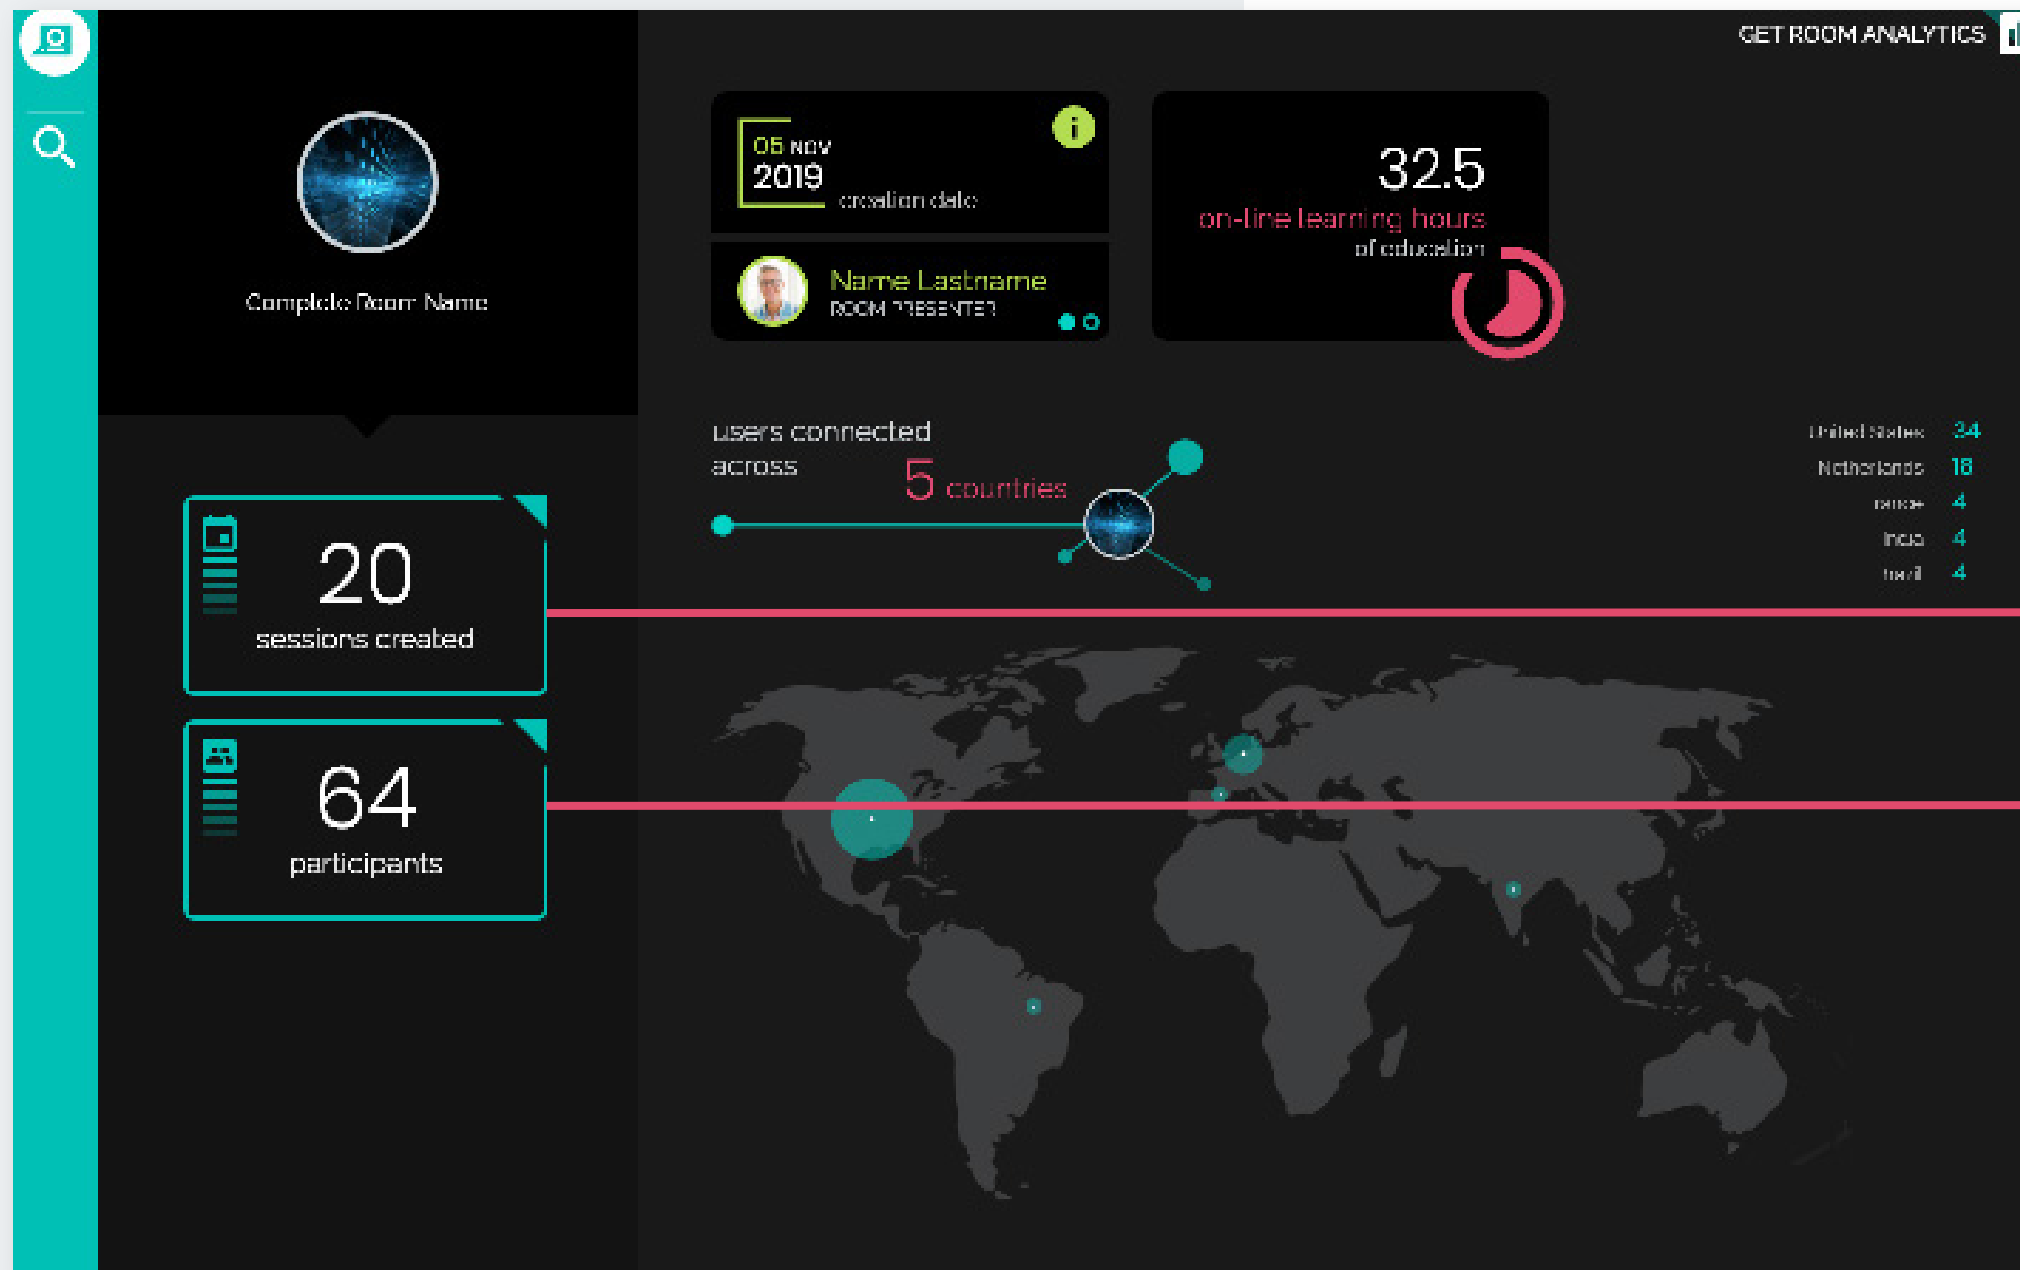 GET ROOM ANALYTICS
Complete Room Name
05 NOV
2019
creation date
Name Lastname
ROOM PRESENTER
32.5
on-line learning hours
of education
users connected
across
5 countries
United States 34
Netherlands 18
rance 4
India 4
4
20
sessions created
64
participants